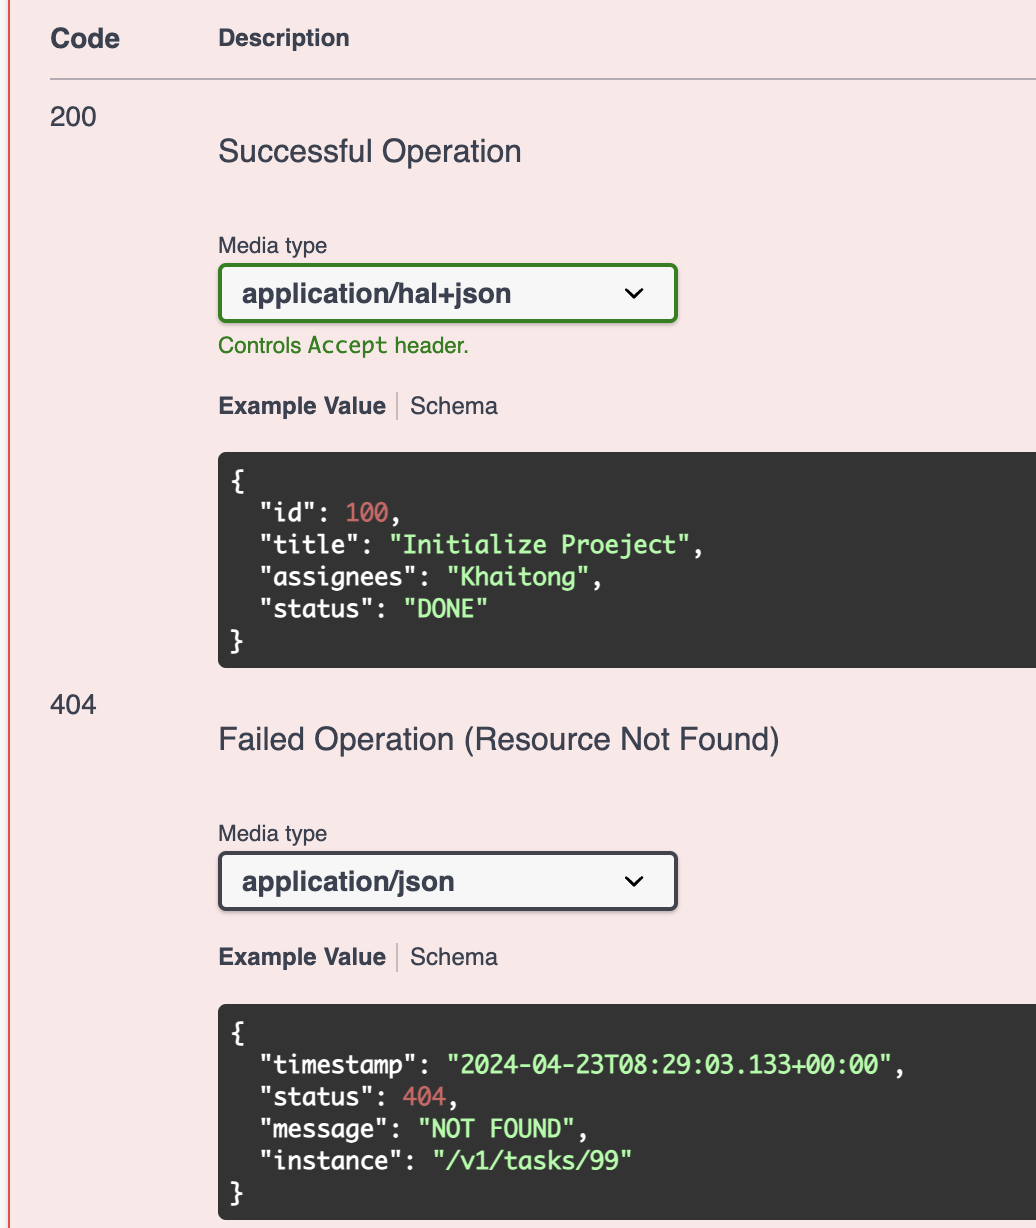 Code Description
200
Successful Operation
Media type
application/hal+json
Controls Accept header.
Example Value Schema
{
  "id": 100,
  "title": "Initialize Proeject",
  "assignees": "Khaitong",
  "status": "DONE"
}
404
Failed Operation (Resource Not Found)
Media type
application/json
Example Value Schema
{
  "timestamp": "2024-04-23T08:29:03.133+00:00",
  "status": 404,
  "message": "NOT FOUND",
  "instance": "/v1/tasks/99"
}